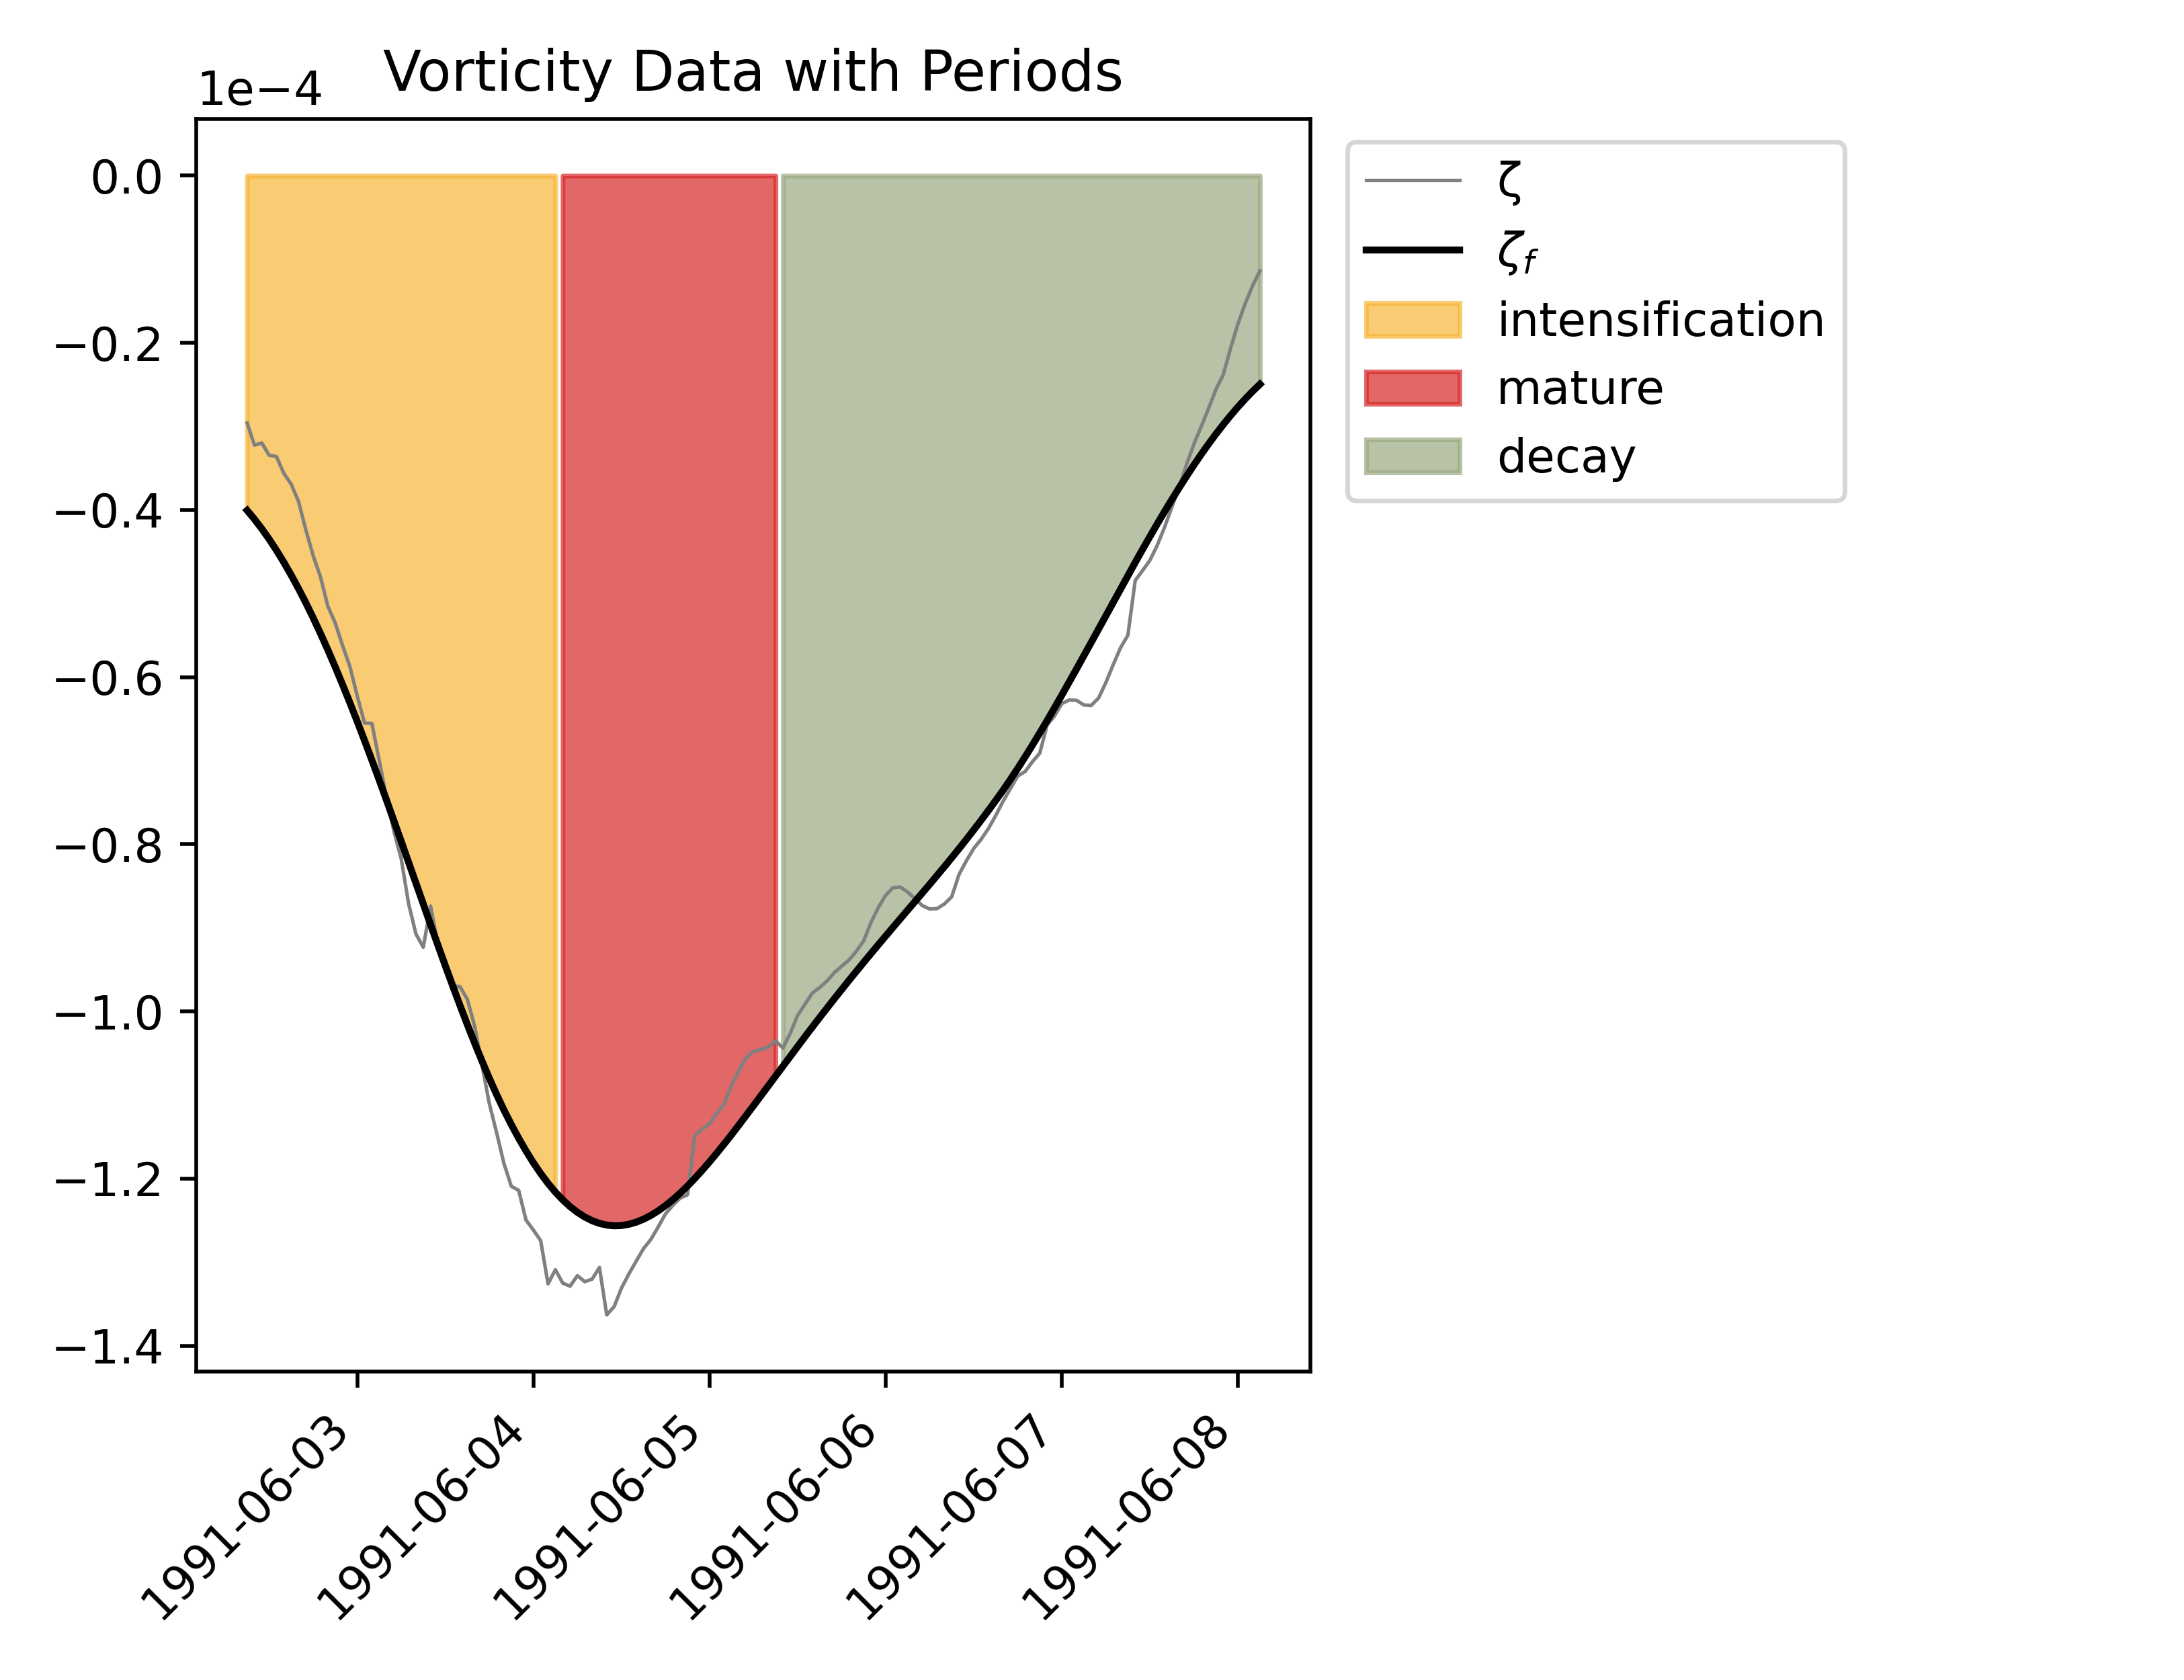 Vorticity Data with Periods
1e−4
0.0
−0.2
−0.4
−0.6
−0.8
−1.0
−1.2
−1.4
1991-06-03
1991-06-04
1991-06-05
1991-06-06
1991-06-07
1991-06-08
ζ
ζf
intensification
mature
decay